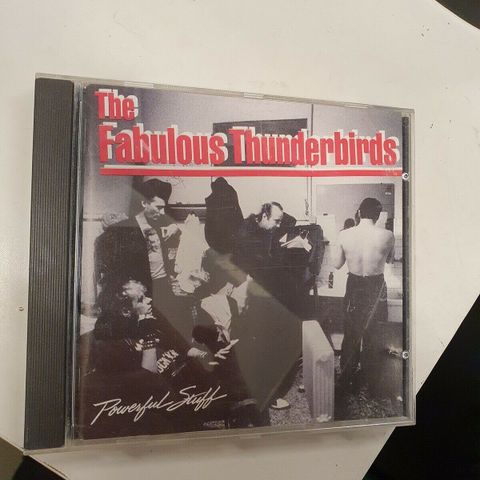 The
Fabulous Thunderbirds
Powerful Stuff